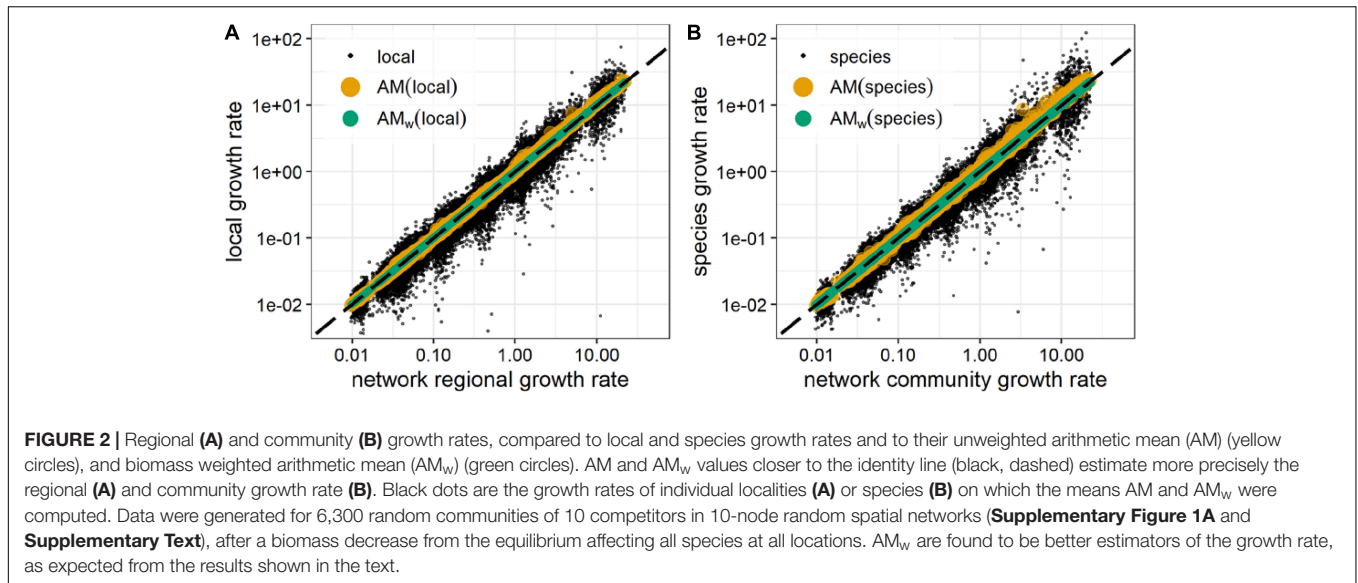 A
B
1e+02
1e+01
1e+00
1e-01
1e-02
local growth rate
local
AM(local)
AMw(local)
0.01 0.10 1.00 10.00
network regional growth rate
1e+02
1e+01
1e+00
1e-01
1e-02
species growth rate
species
AM(species)
AMw(species)
0.01 0.10 1.00 10.00
network community growth rate
FIGURE 2 | Regional (A) and community (B) growth rates, compared to local and species growth rates and to their unweighted arithmetic mean (AM) (yellow
circles), and biomass weighted arithmetic mean (AMw) (green circles). AM and AMw values closer to the identity line (black, dashed) estimate more precisely the
regional (A) and community growth rate (B). Black dots are the growth rates of individual localities (A) or species (B) on which the means AM and AMw were
computed. Data were generated for 6,300 random communities of 10 competitors in 10-node random spatial networks (Supplementary Figure 1A and
Supplementary Text), after a biomass decrease from the equilibrium affecting all species at all locations. AMw are found to be better estimators of the growth rate,
as expected from the results shown in the text.